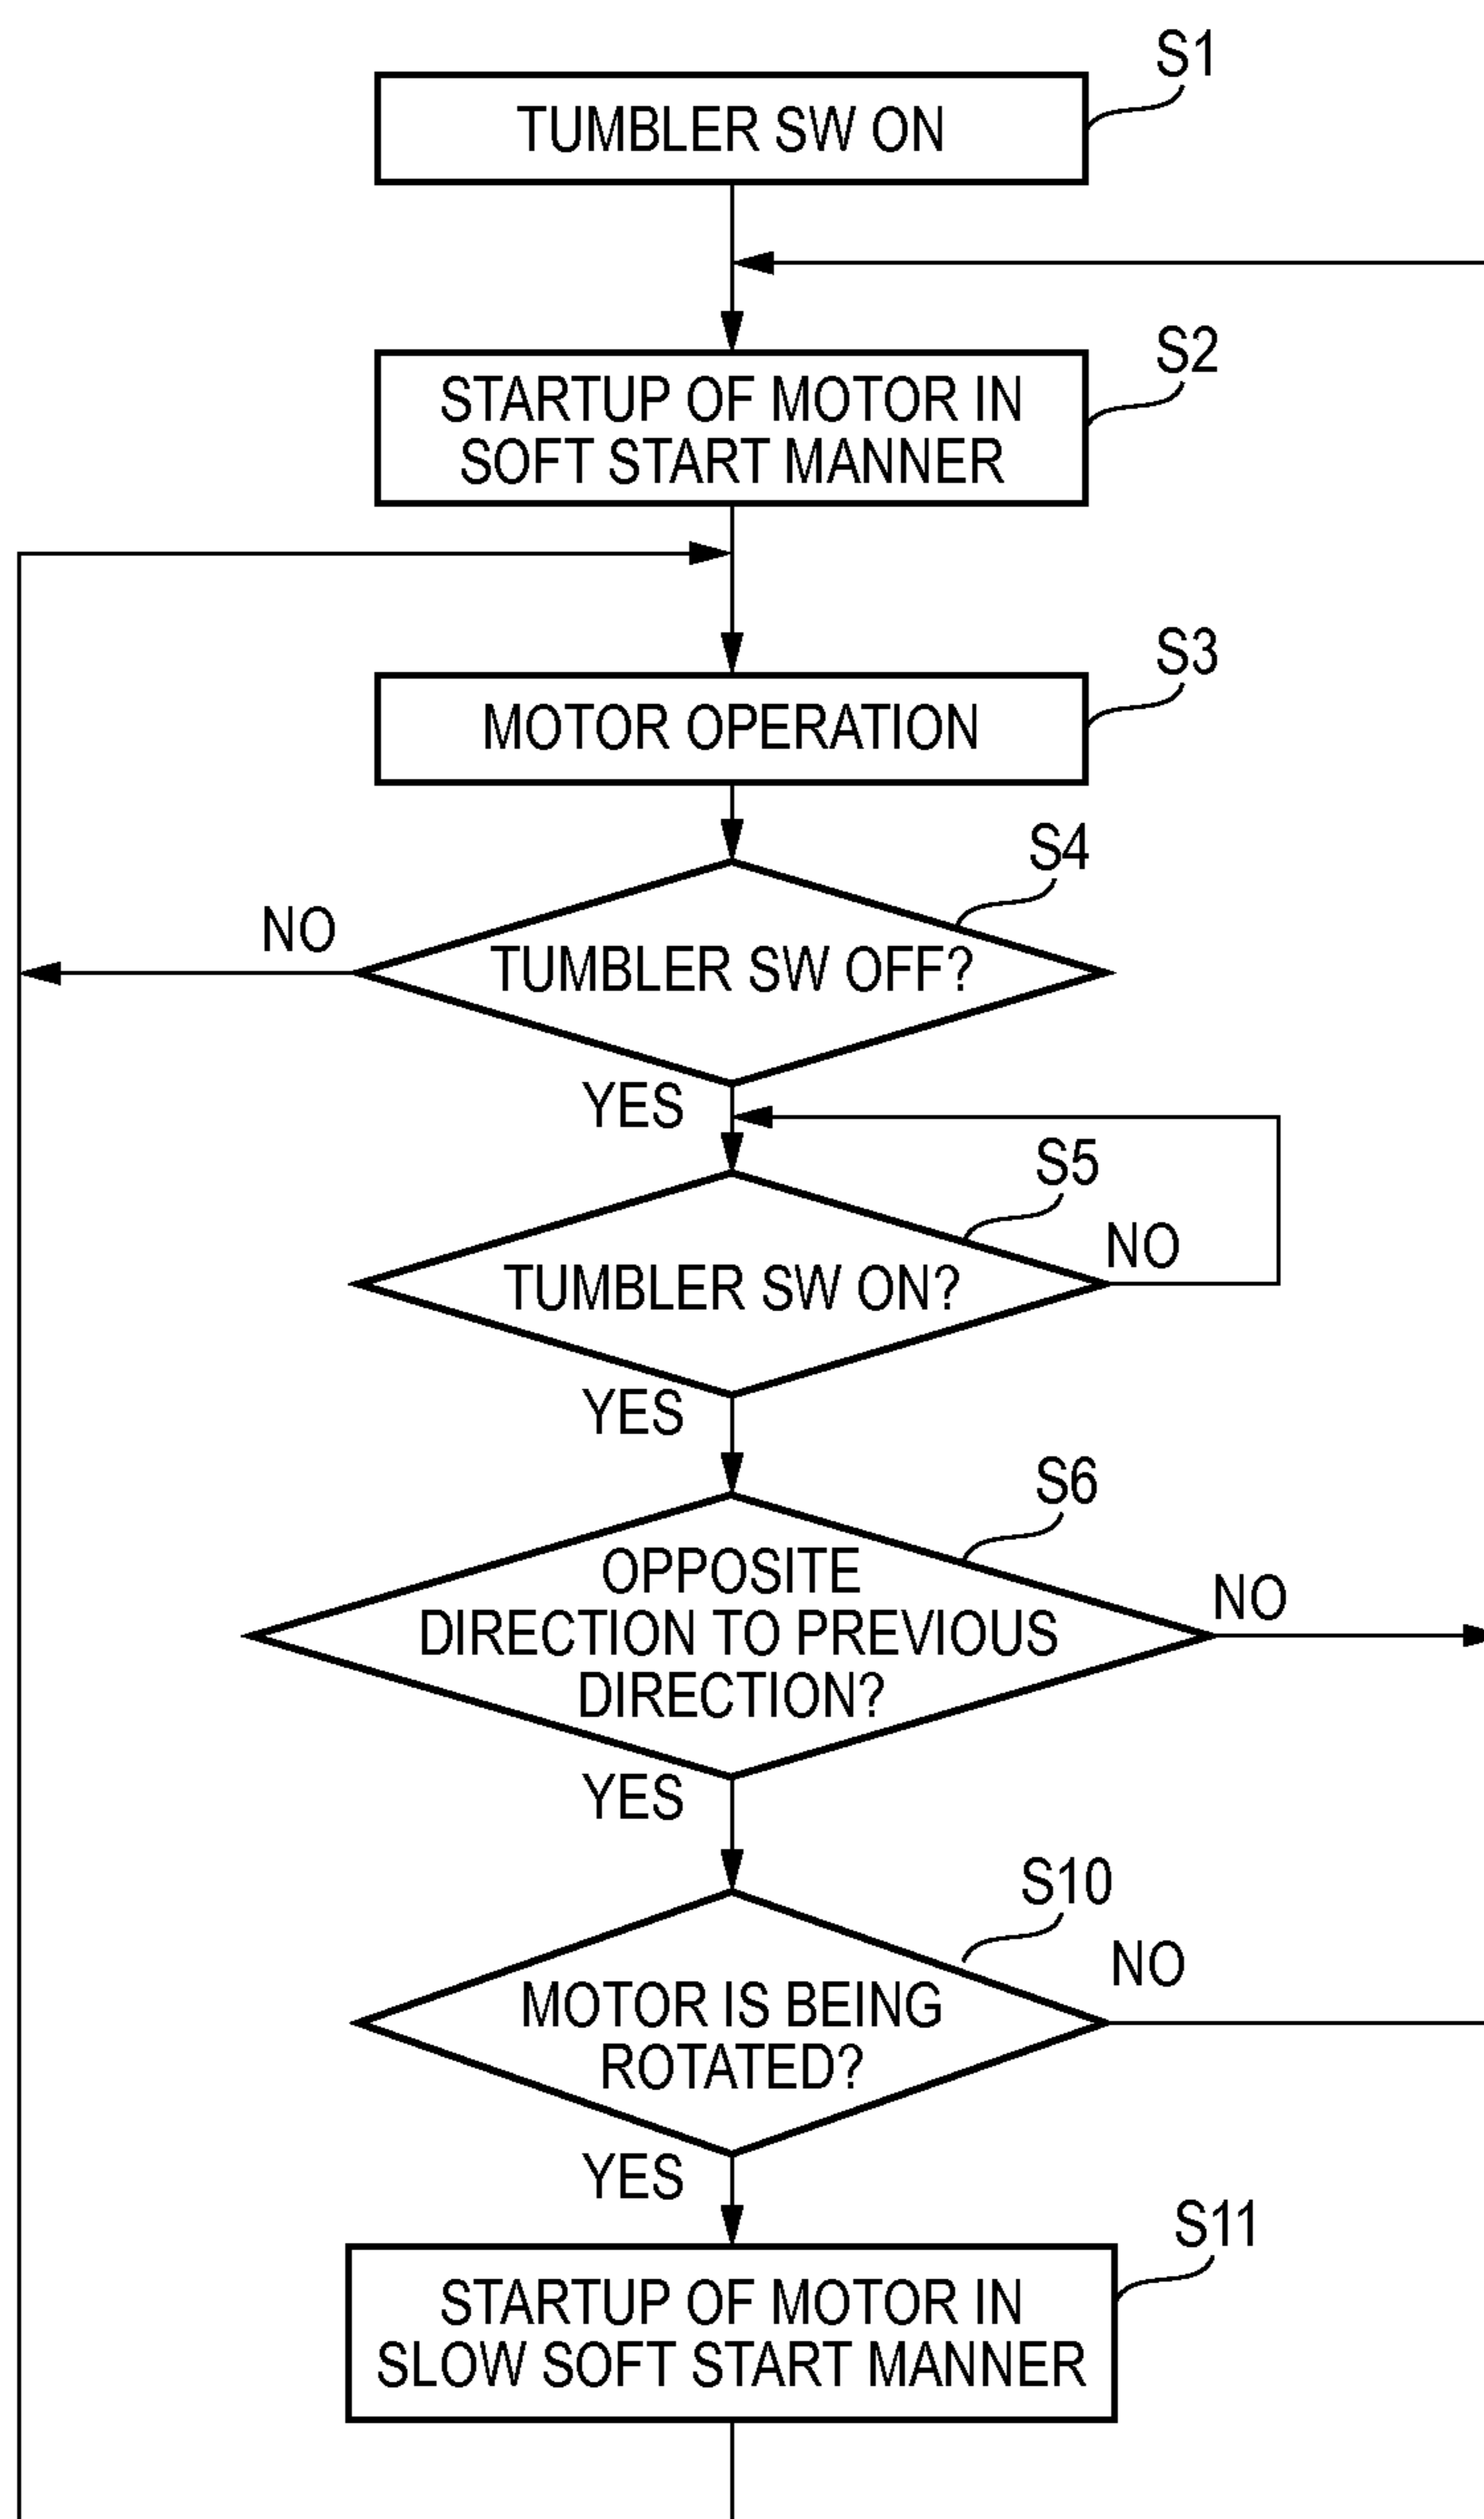 S1
TUMBLER SW ON
S2
STARTUP OF MOTOR IN
SOFT START MANNER
S3
MOTOR OPERATION
S4
NO
TUMBLER SW OFF?
YES
S5
NO
TUMBLER SW ON?
YES
S6
OPPOSITE
NO
DIRECTION TO PREVIOUS
DIRECTION?
YES
S10
NO
MOTOR IS BEING
ROTATED?
YES
S11
STARTUP OF MOTOR IN
SLOW SOFT START MANNER